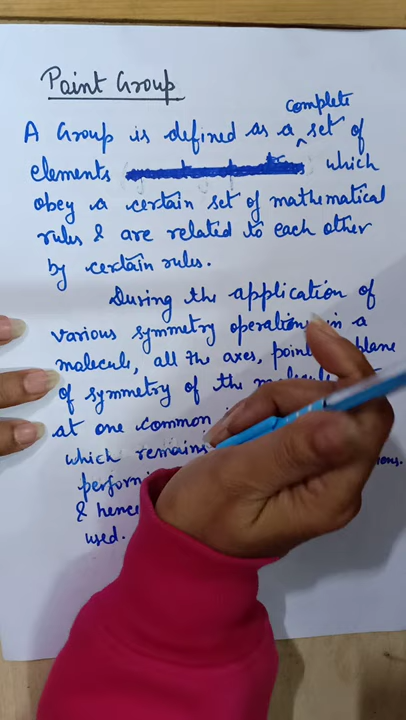 Point Group
complete
A Group is defined as a ^ set of
elements which
obey a certain set of mathematical
rules & are related to each other
by certain rules.
During the application of
various symmetry operations in a
molecule, all the axes, point plane
of symmetry of the
at one common
which remains
& hence
used.